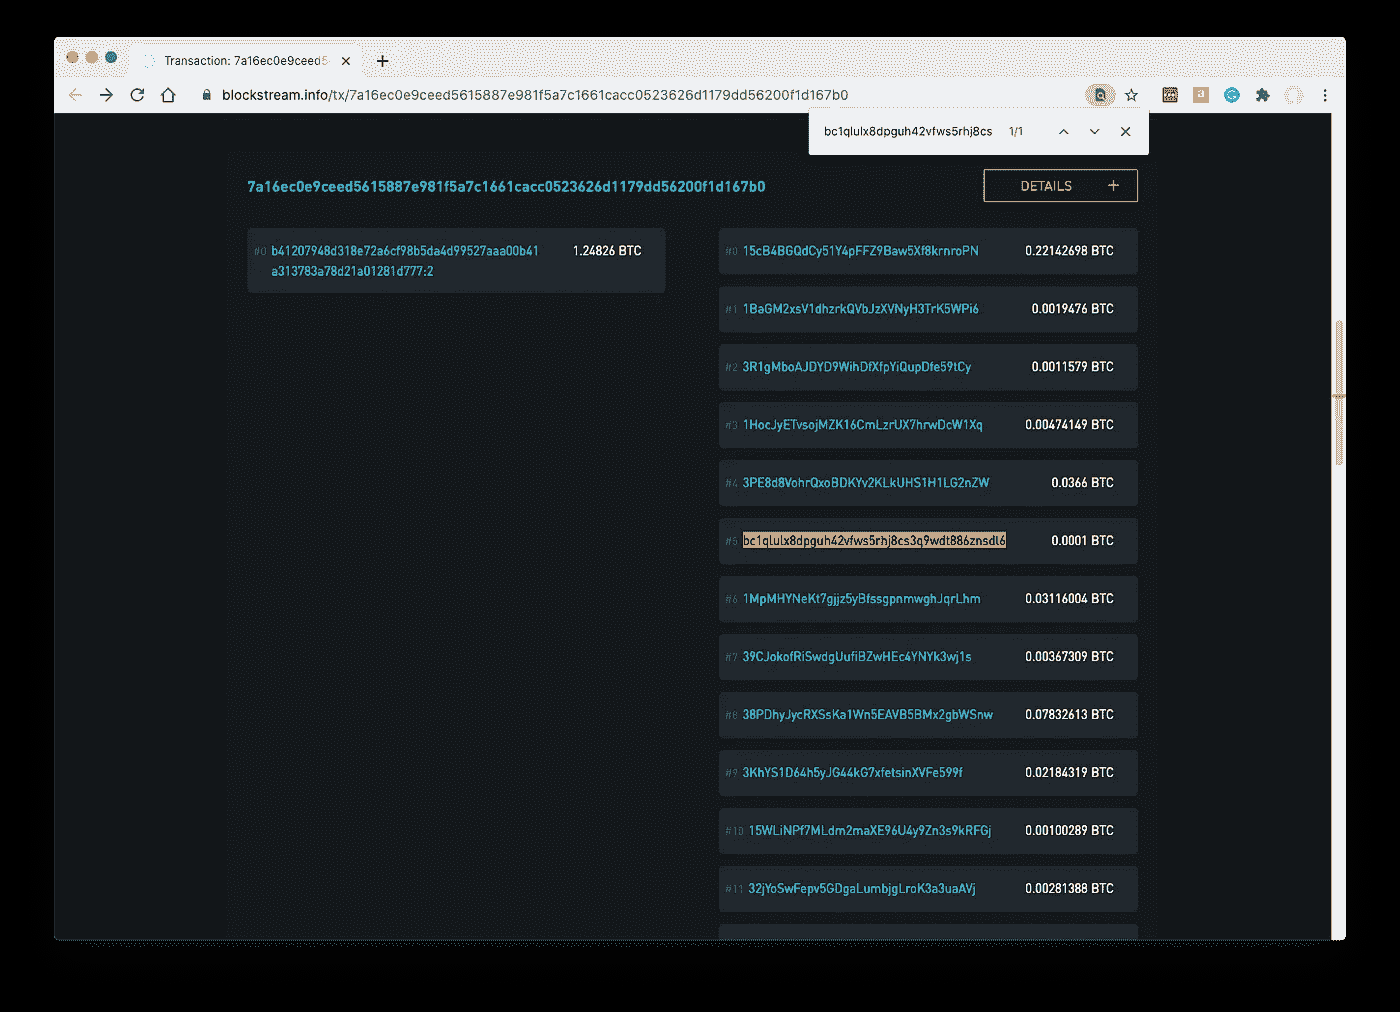 Transaction: 7a16ec0e9ceed5
blockstream.info/tx/7a16ec0e9ceed5615887e981f5a7c1661cacc0523626d1179dd56200f1d167b0
bc1qlulx8dpguh42vfws5rhj8cs 1/1
7a16ec0e9ceed5615887e981f5a7c1661cacc0523626d1179dd56200f1d167b0
DETAILS +
#0 b41207948d318e72a6cf98b5da4d99527aaa00b41 1.24826 BTC
a313783a78d21a01281d777:2
#0 15cB4BGQdCy51Y4pFFZ9Baw5Xf8krnroPN 0.22142698 BTC
#1 1BaGM2xsV1dhzrkQVbJzXVNyH3TrK5WPi6 0.0019476 BTC
#2 3R1gMboAJDYD9WihDfXfpYiQupDfe59tCy 0.0011579 BTC
#3 1HocJyETvsojMZK16CmLzrUX7hrwDcW1Xq 0.00474149 BTC
#4 3PE8d8VohrQxoBDKYv2KLkUHS1H1LG2nZW 0.0366 BTC
#5 bc1qlulx8dpguh42vfws5rhj8cs3q9wdt886znsdl6 0.0001 BTC
#6 1MpMHYNeKt7gjjz5yBfssgpnmwghJqrLhm 0.03116004 BTC
#7 39CJokofRiSwdgUufiBZwHEc4YNYk3wj1s 0.00367309 BTC
#8 38PDhyJycRXSsKa1Wn5EAVB5BMx2gbWSnw 0.07832613 BTC
#9 3KhYS1D64h5yJG44kG7xfetsinXVFe599f 0.02184319 BTC
#10 15WLiNPf7MLdm2maXE96U4y9Zn3s9kRFGj 0.00100289 BTC
#11 32jYoSwFepv5GDgaLumbjgLroK3a3uaAVj 0.00281388 BTC